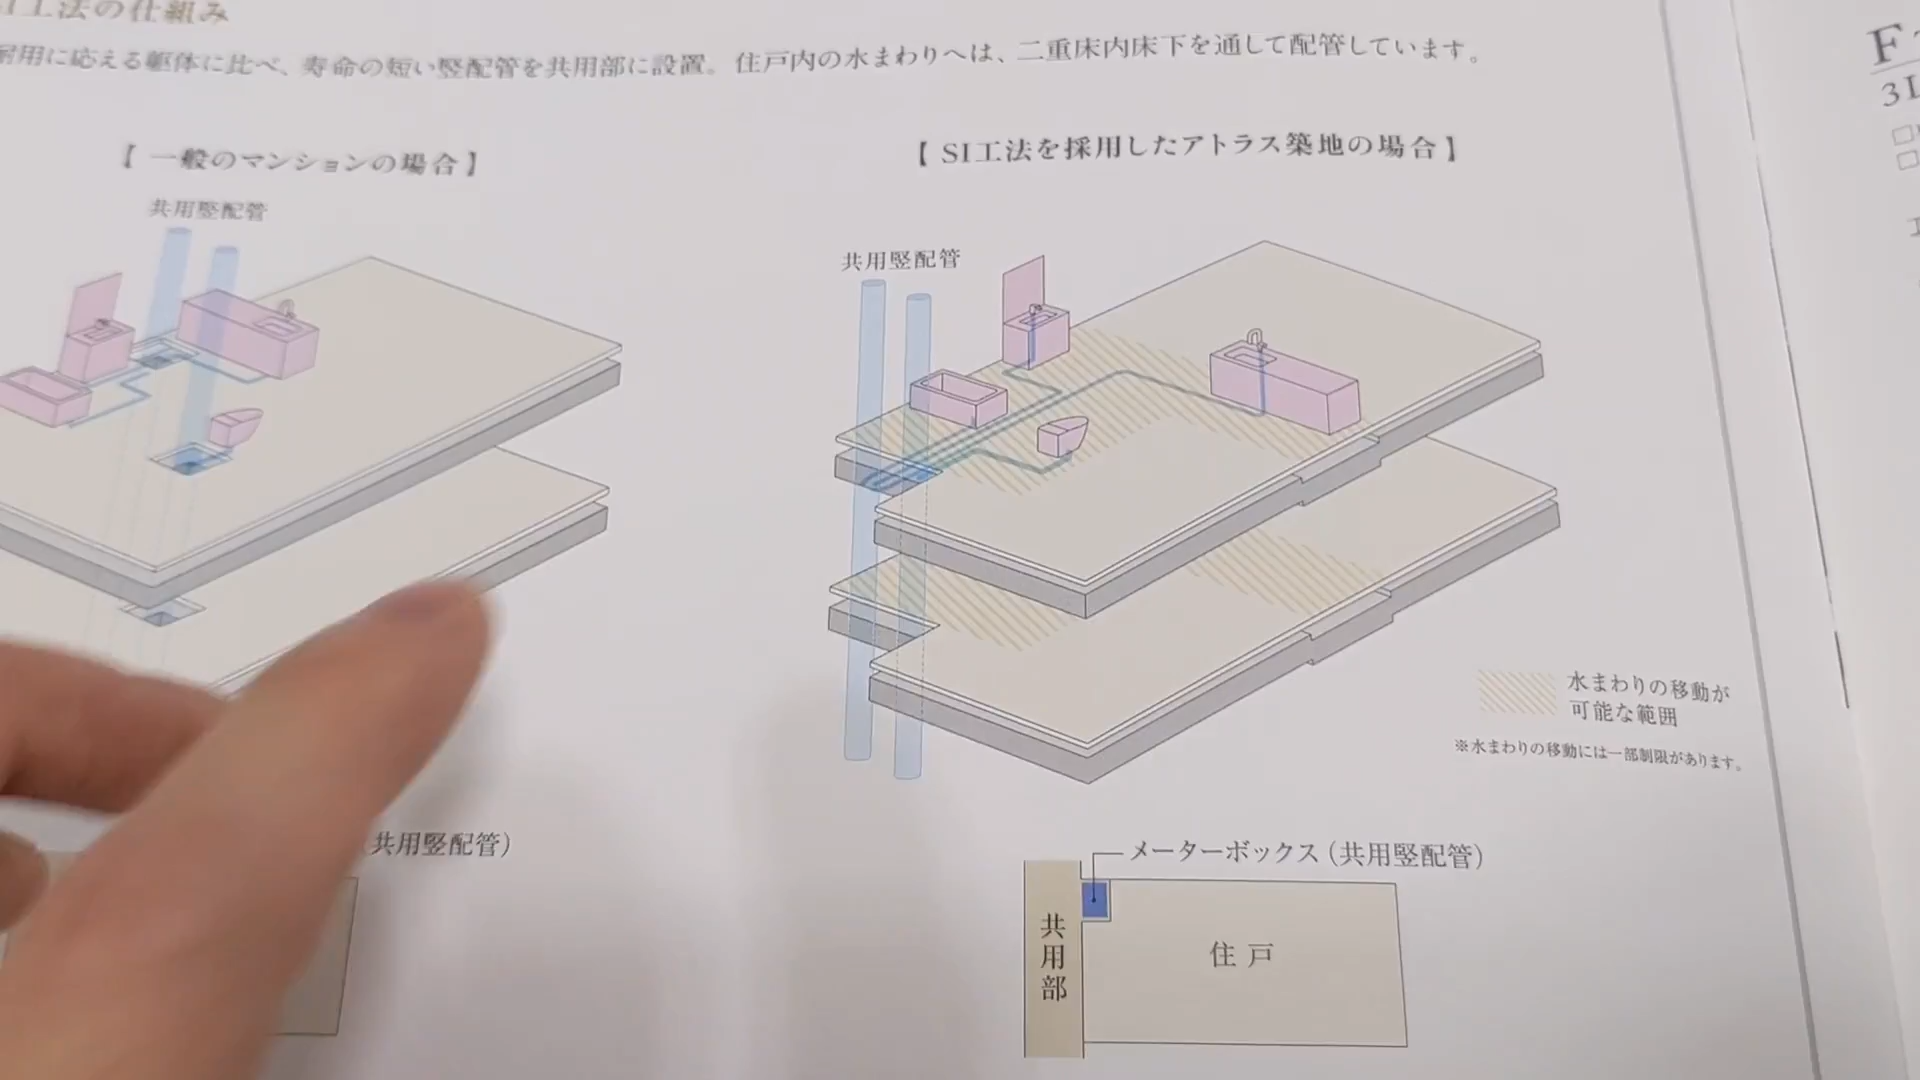 SI工法の仕組み
耐用に応える躯体に比べ、寿命の短い竪配管を共用部に設置。住戸内の水まわりへは、二重床内床下を通して配管しています。
【 一般のマンションの場合 】
共用竪配管
【 SI工法を採用したアトラス築地の場合 】
共用竪配管
水まわりの移動が
可能な範囲
※水まわりの移動には一部制限があります。
(共用竪配管)
メーターボックス(共用竪配管)
共用部
住戸
F
3L